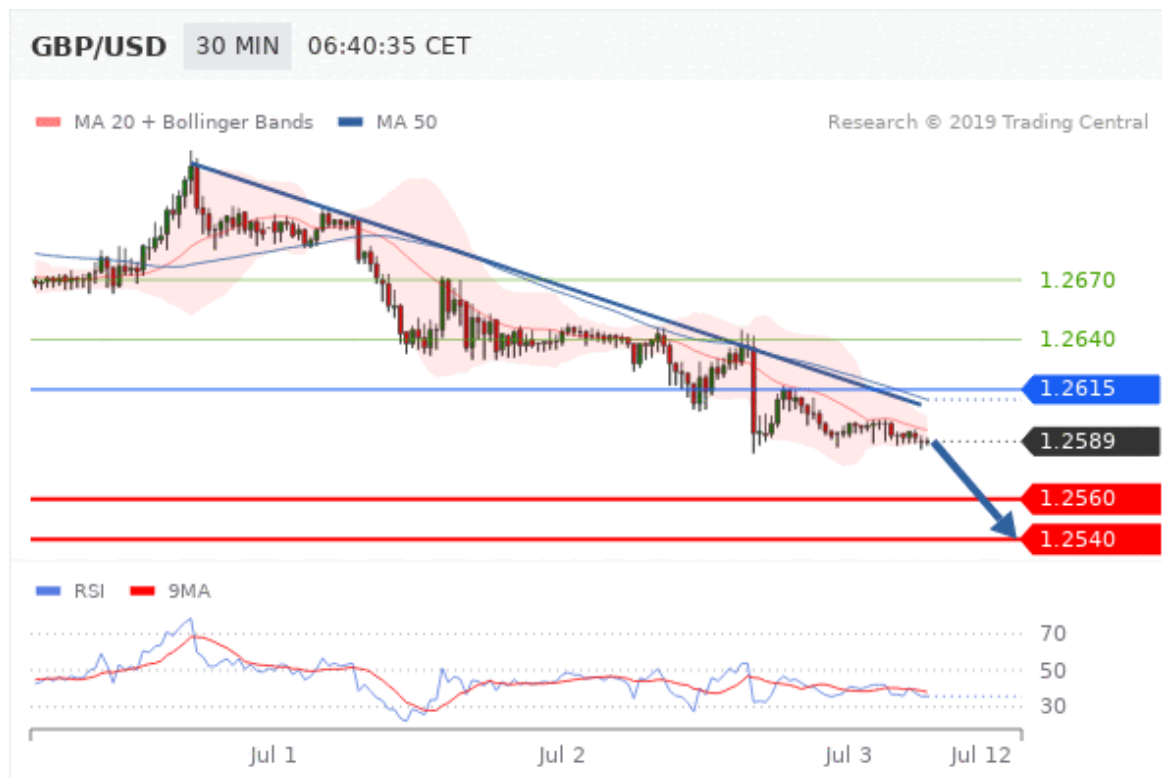 GBP/USD 30 MIN 06:40:35 CET
MA 20 + Bollinger Bands MA 50 Research © 2019 Trading Central
1.2670
1.2640
1.2615
1.2589
1.2560
1.2540
RSI 9MA
70
50
30
Jul 1 Jul 2 Jul 3 Jul 12